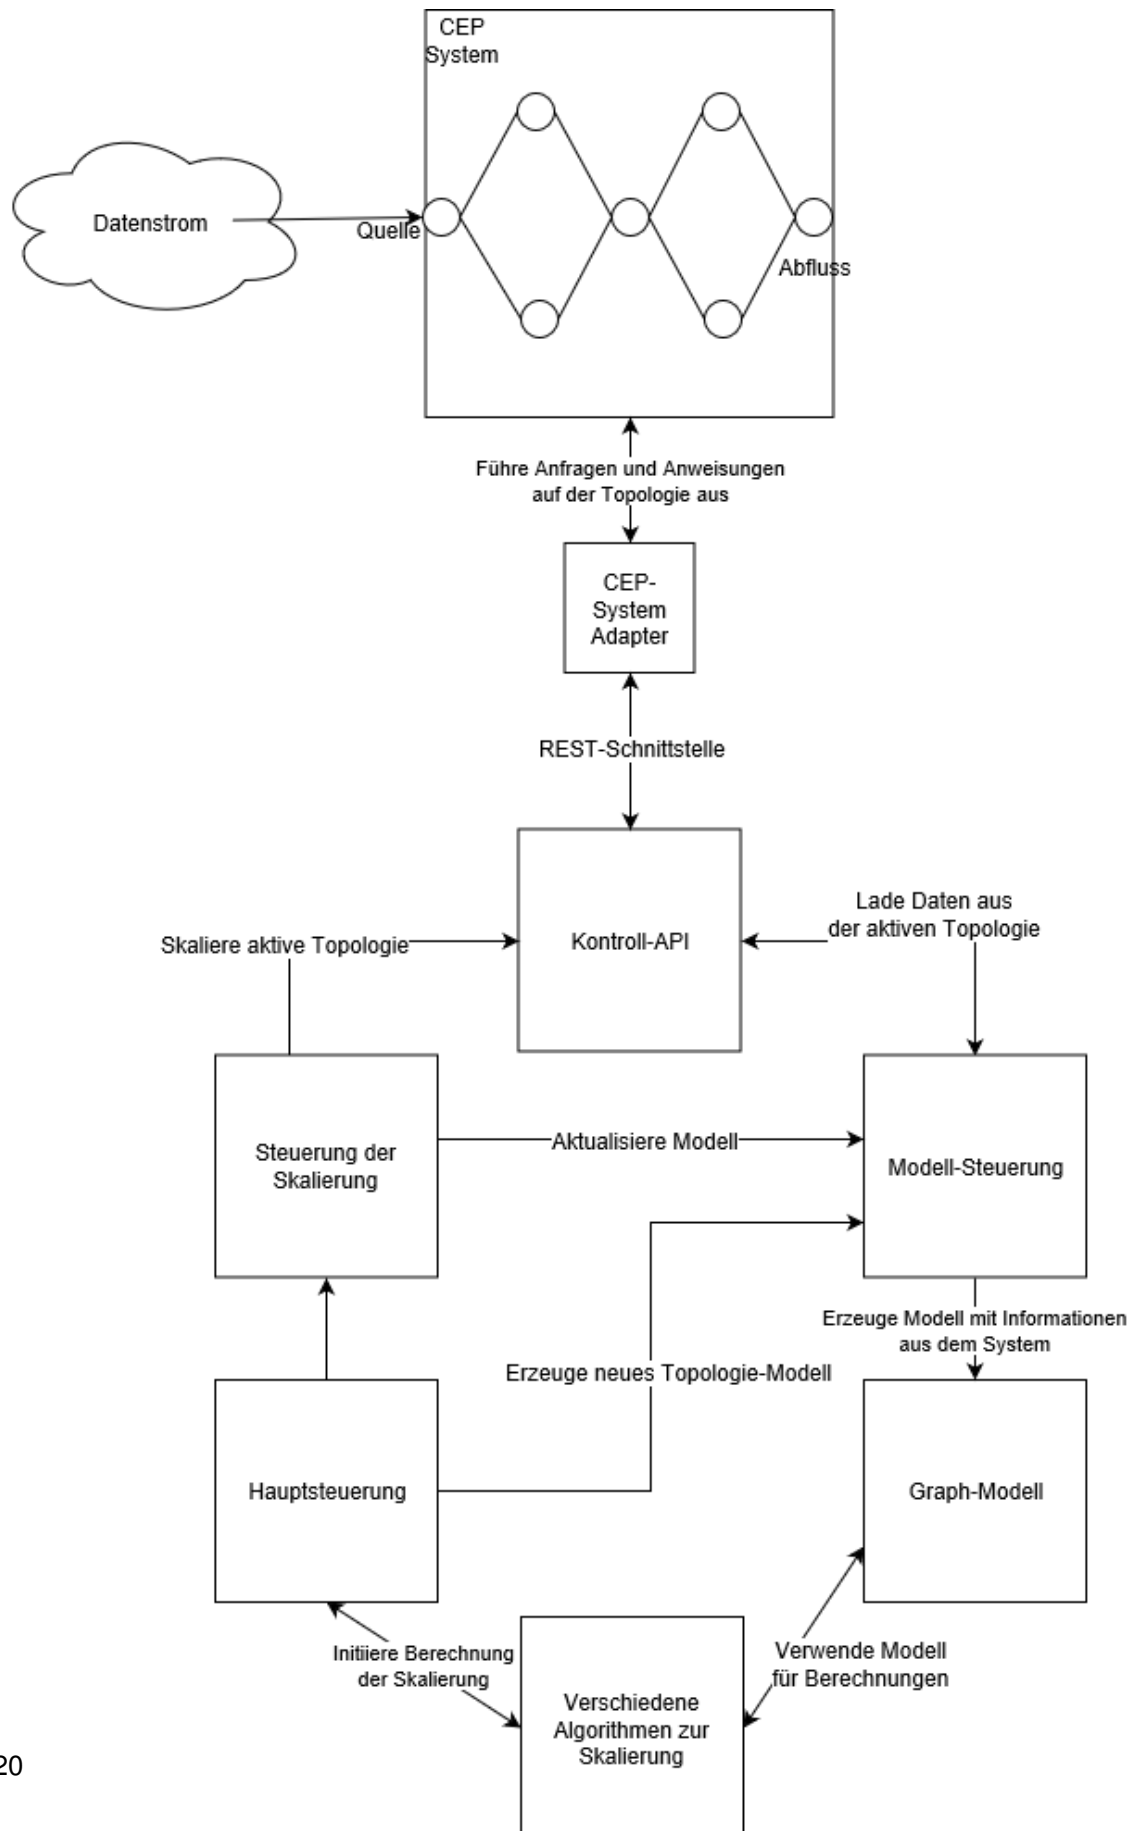 CEP
System
Datenstrom
Quelle
Abfluss
Führe Anfragen und Anweisungen
auf der Topologie aus
CEP-
System
Adapter
REST-Schnittstelle
Lade Daten aus
der aktiven Topologie
Skaliere aktive Topologie
Kontroll-API
Steuerung der
Skalierung
Aktualisiere Modell
Modell-Steuerung
Erzeuge Modell mit Informationen
aus dem System
Erzeuge neues Topologie-Modell
Hauptsteuerung
Graph-Modell
Initiiere Berechnung
der Skalierung
Verwende Modell
für Berechnungen
Verschiedene
Algorithmen zur
Skalierung
20